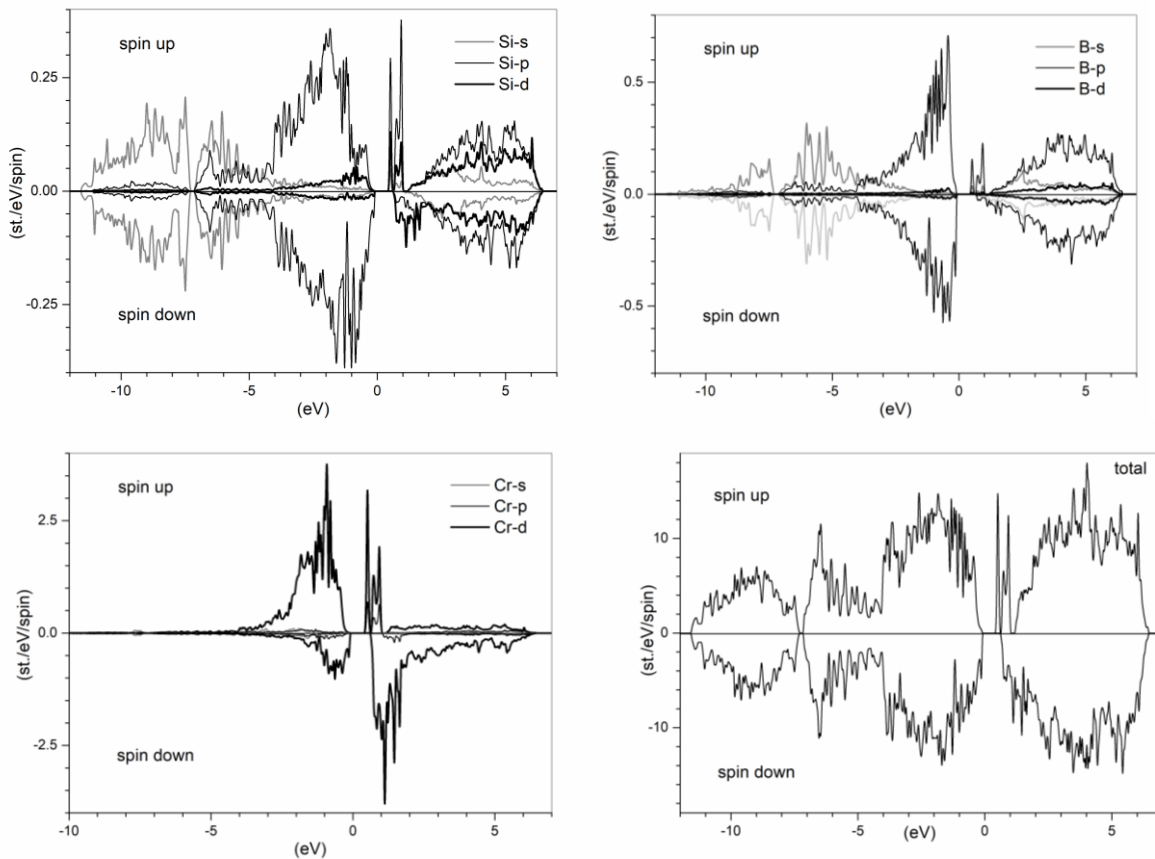 spin up
Si-s
Si-p
Si-d
0.25
0.00
-0.25
(st./eV/spin)
spin down
-10 -5 0 5
(eV)
spin up
B-s
B-p
B-d
0.5
0.0
-0.5
(st./eV/spin)
spin down
-10 -5 0 5
(eV)
spin up
Cr-s
Cr-p
Cr-d
2.5
0.0
-2.5
(st./eV/spin)
spin down
-10 -5 0 5
(eV)
total
spin up
10
0
-10
(st./eV/spin)
spin down
-10 -5 0 5
(eV)